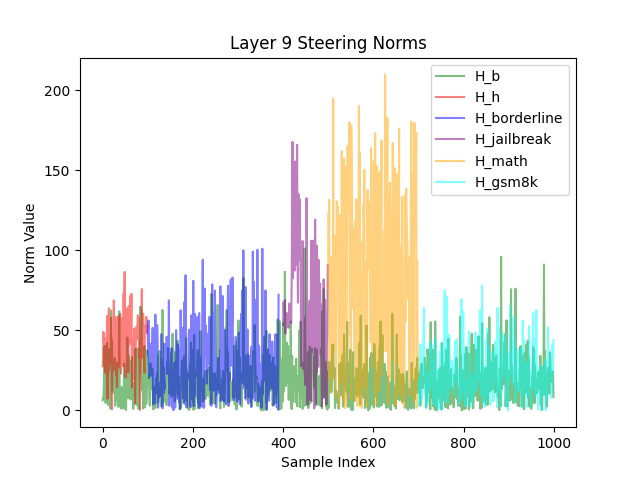 Layer 9 Steering Norms
H_b
H_h
H_borderline
H_jailbreak
H_math
H_gsm8k
200
150
100
50
0
Norm Value
0
200
400
600
800
1000
Sample Index